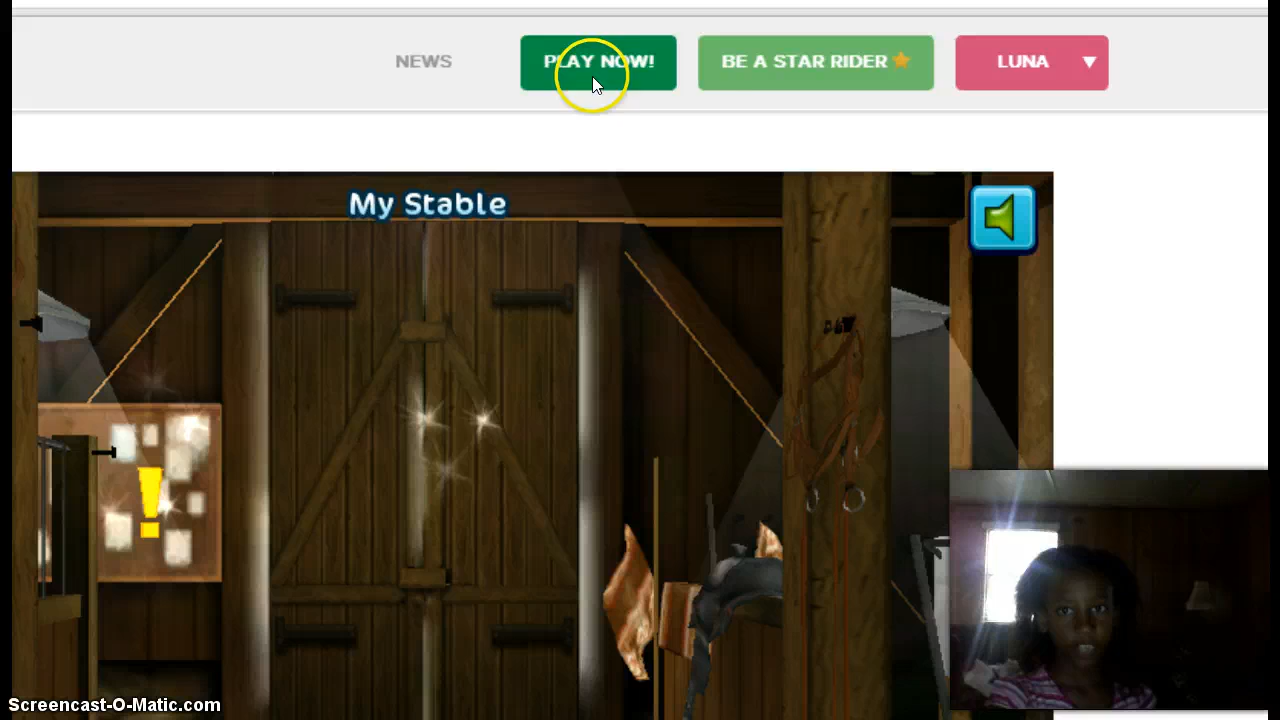 NEWS
PLAY NOW!
BE A STAR RIDER
LUNA
My Stable
!
Screencast-O-Matic.com